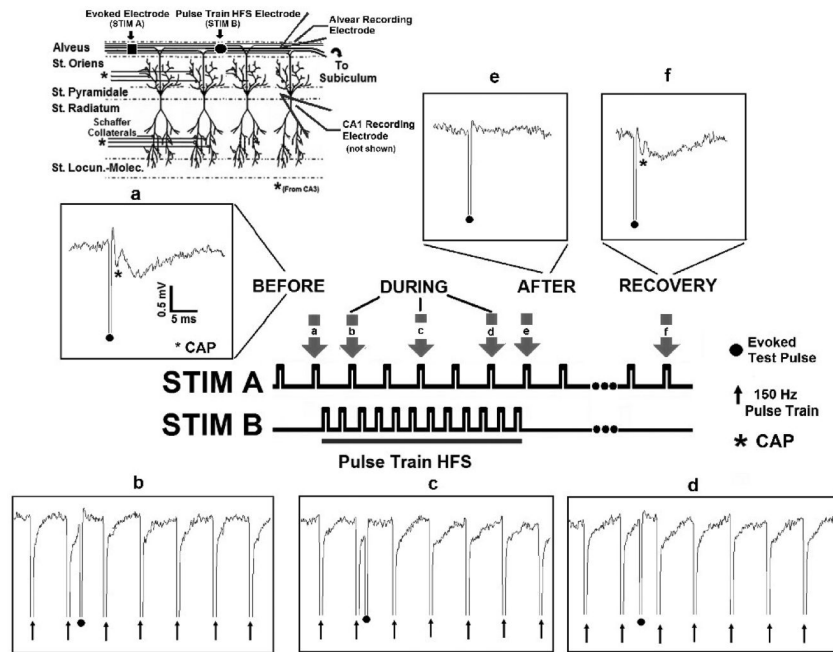 Evoked Electrode
(STIM A)
Pulse Train HFS Electrode
(STIM B)
Alvear Recording
Electrode
Alveus
St. Oriens
*
St. Pyramidale
St. Radiatum
Schaffer
Collaterals
*
St. Locun.-Molec.
To
Subiculum
CA1 Recording
Electrode
(not shown)
*(From CA3)
a
*
0.5 mV
5 ms
* CAP
e
f
*
BEFORE
DURING
AFTER
RECOVERY
a
b
c
d
e
f
STIM A
STIM B
Pulse Train HFS
Evoked
Test Pulse
150 Hz
Pulse Train
* CAP
b
c
d